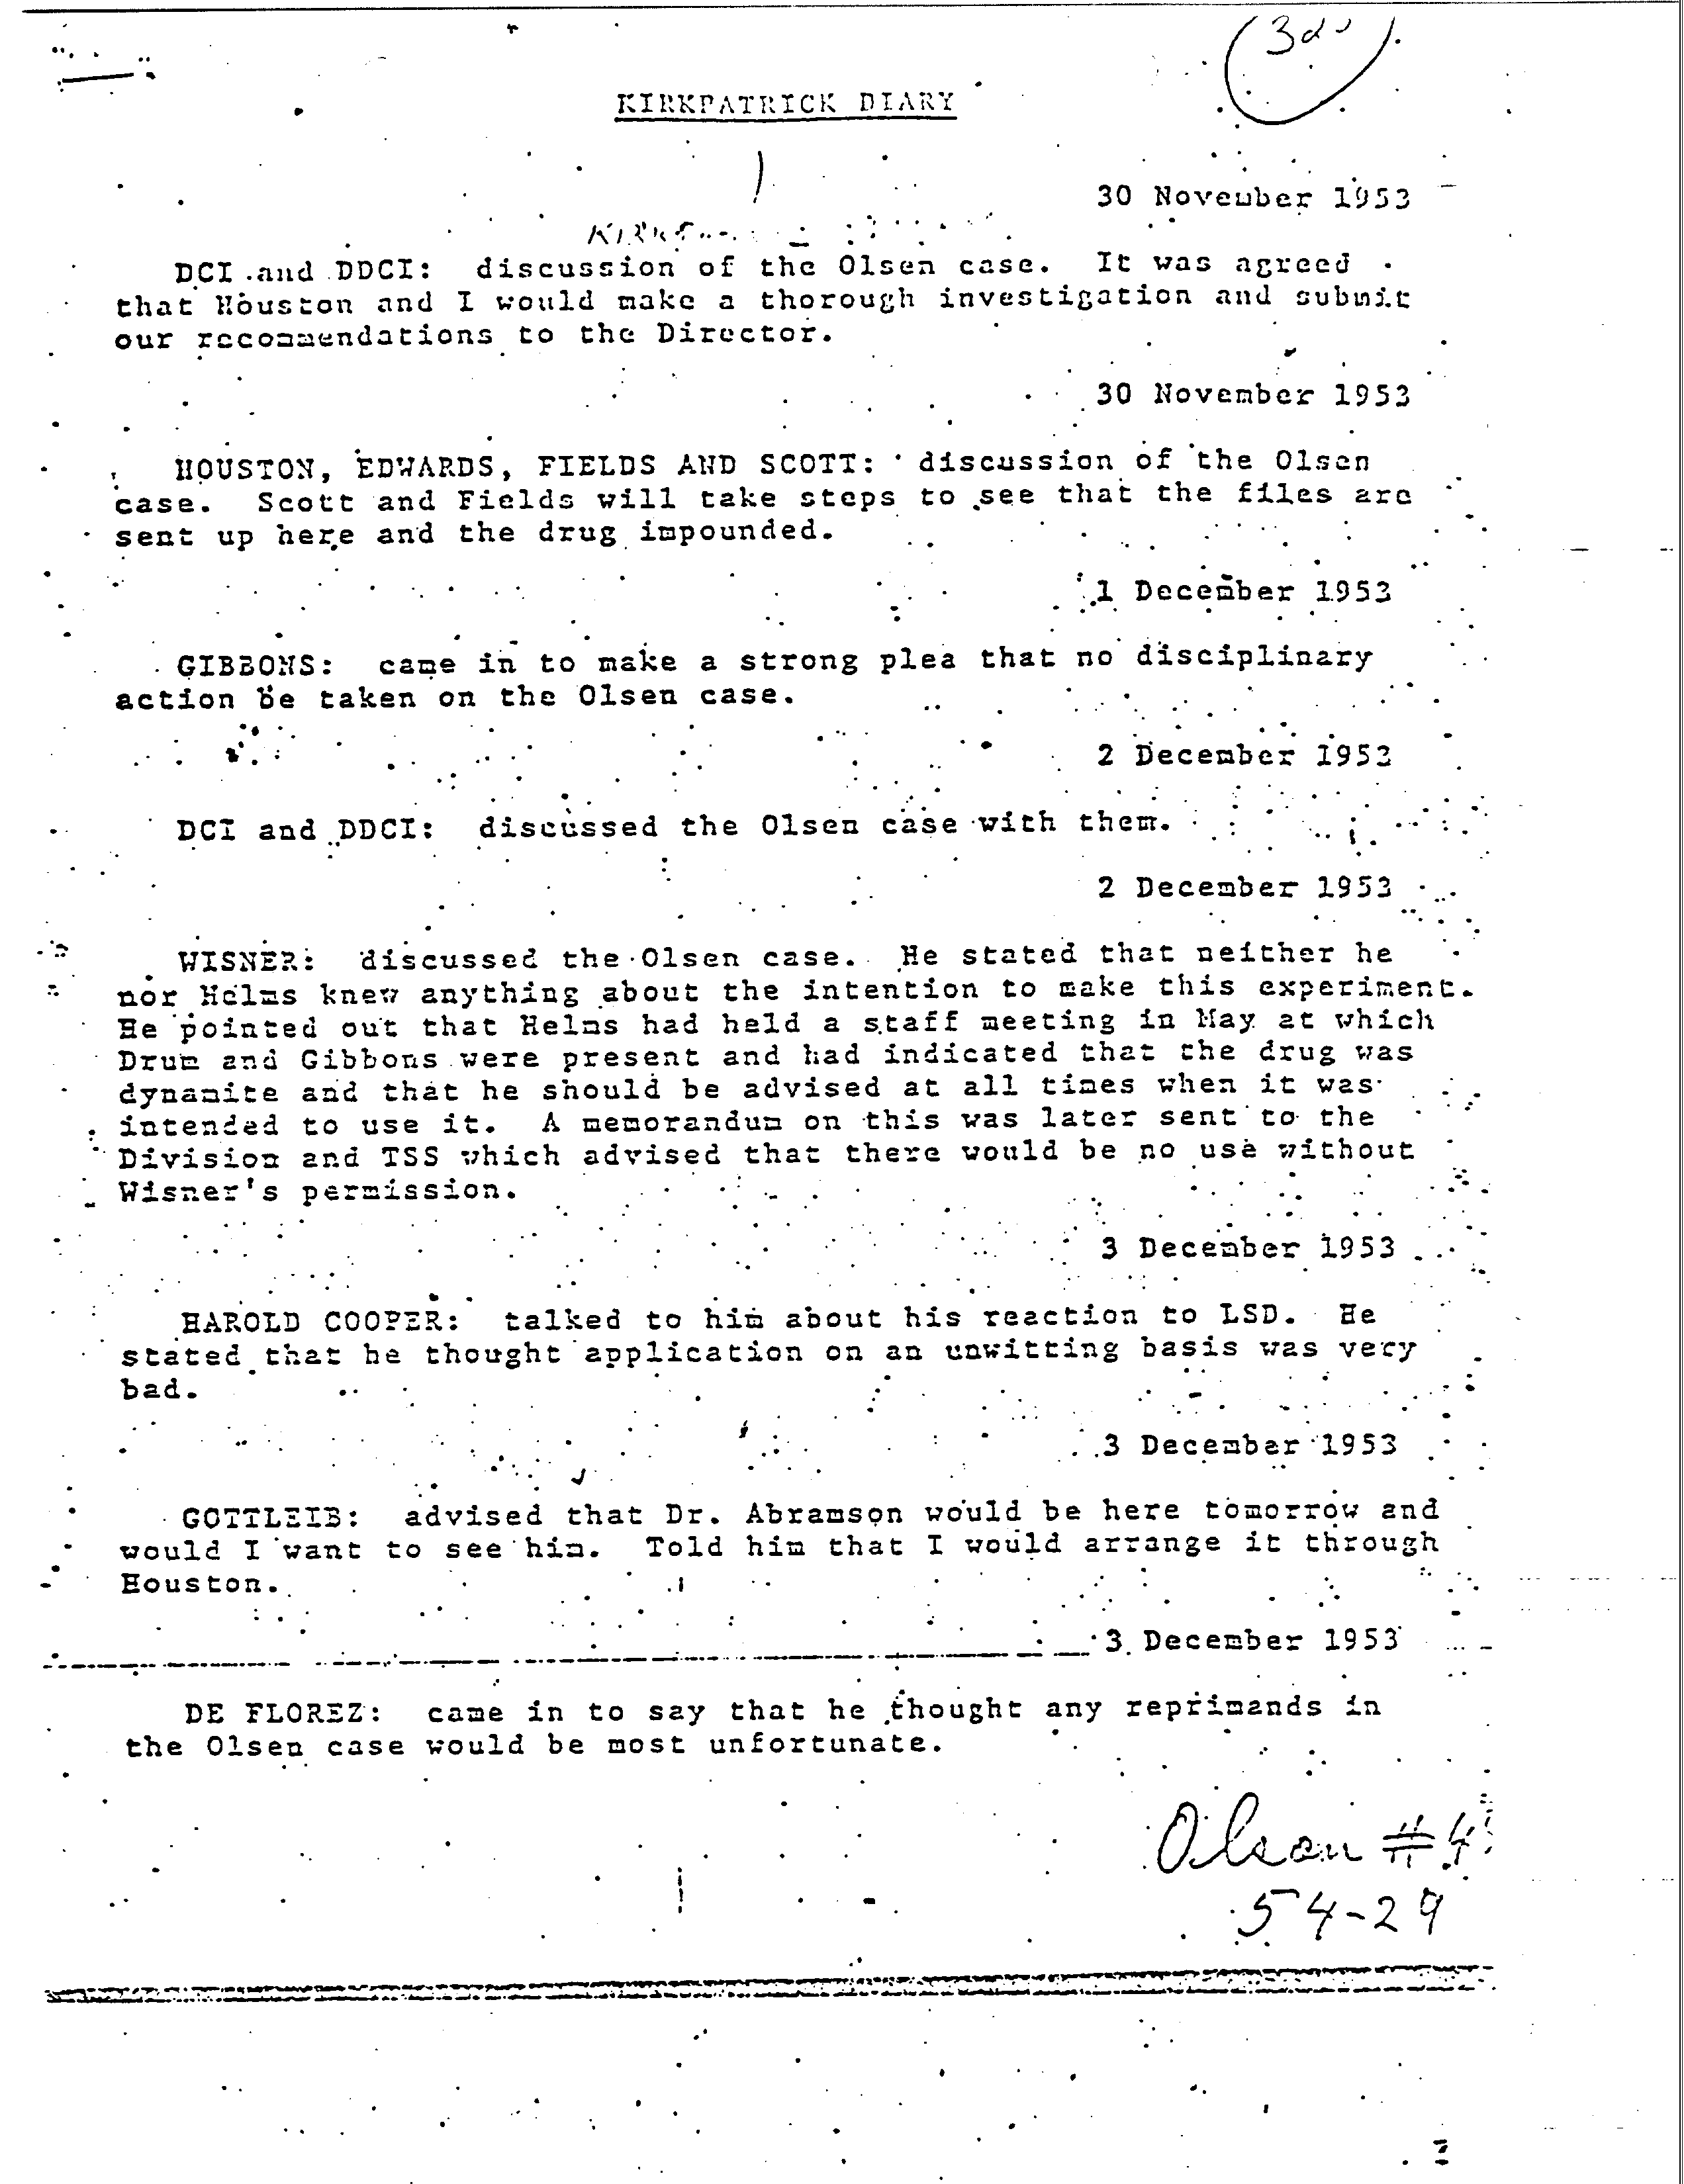 KIRKPATRICK DIARY
30 November 1953
DCI and DDCI: discussion of the Olsen case. It was agreed
that Houston and I would make a thorough investigation and submit
our recommendations to the Director.
30 November 1953
HOUSTON, EDWARDS, FIELDS AND SCOTT: discussion of the Olsen
case. Scott and Fields will take steps to see that the files are
sent up here and the drug impounded.
1 December 1953
GIBBONS: came in to make a strong plea that no disciplinary
action be taken on the Olsen case.
2 December 1953
DCI and DDCI: discussed the Olsen case with them.
2 December 1953
WISNER: discussed the Olsen case. He stated that neither he
nor Helms knew anything about the intention to make this experiment.
He pointed out that Helms had held a staff meeting in May at which
Drum and Gibbons were present and had indicated that the drug was
dynamite and that he should be advised at all times when it was
intended to use it. A memorandum on this was later sent to the
Division and TSS which advised that there would be no use without
Wisner's permission.
3 December 1953
HAROLD COOPER: talked to him about his reaction to LSD. He
stated that he thought application on an unwitting basis was very
bad.
3 December 1953
GOTTLEIB: advised that Dr. Abramson would be here tomorrow and
would I want to see him. Told him that I would arrange it through
Houston.
3 December 1953
DE FLOREZ: came in to say that he thought any reprimands in
the Olsen case would be most unfortunate.
Olson #4
54-29